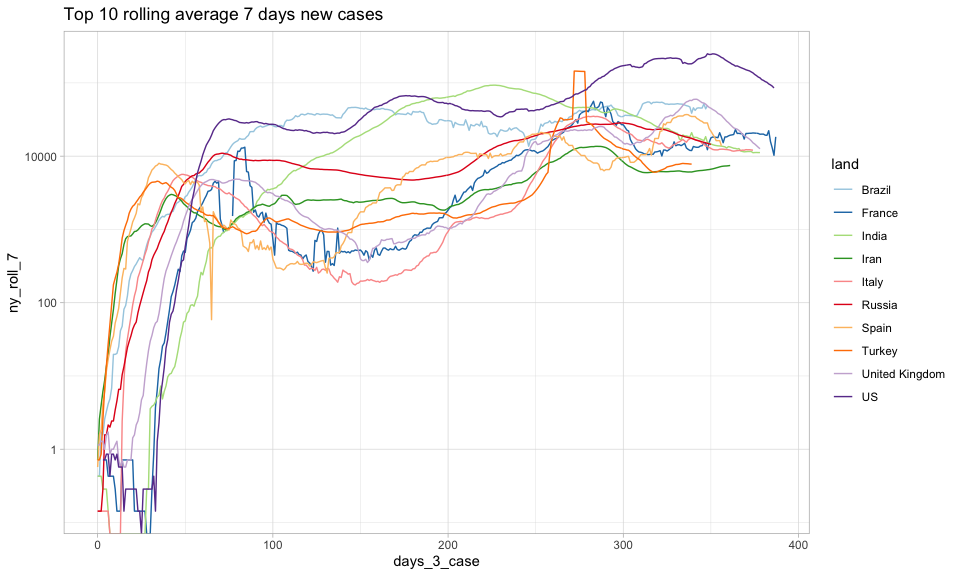 Top 10 rolling average 7 days new cases
ny_roll_7
10000
100
1
0
100
200
300
400
days_3_case
land
Brazil
France
India
Iran
Italy
Russia
Spain
Turkey
United Kingdom
US